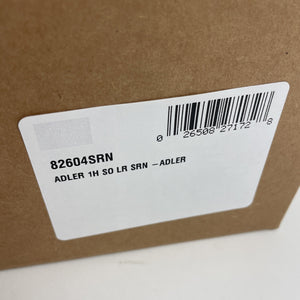 0 26508 27172 8
82604SRN
ADLER 1H SO LR SRN –ADLER